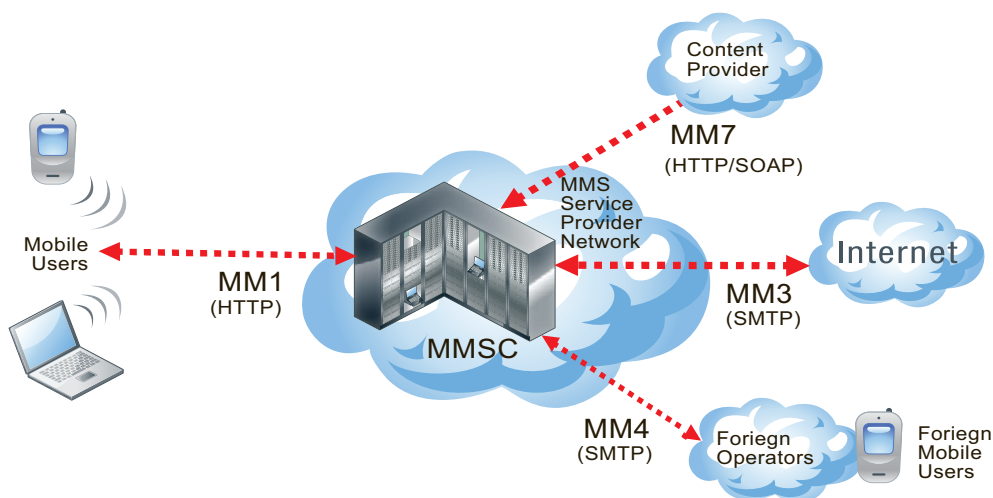 Content
Provider
MM7
(HTTP/SOAP)
MMS
Service
Provider
Network
Mobile
Users
MM1
(HTTP)
Internet
MM3
(SMTP)
MMSC
MM4
(SMTP)
Foriegn
Operators
Foriegn
Mobile
Users